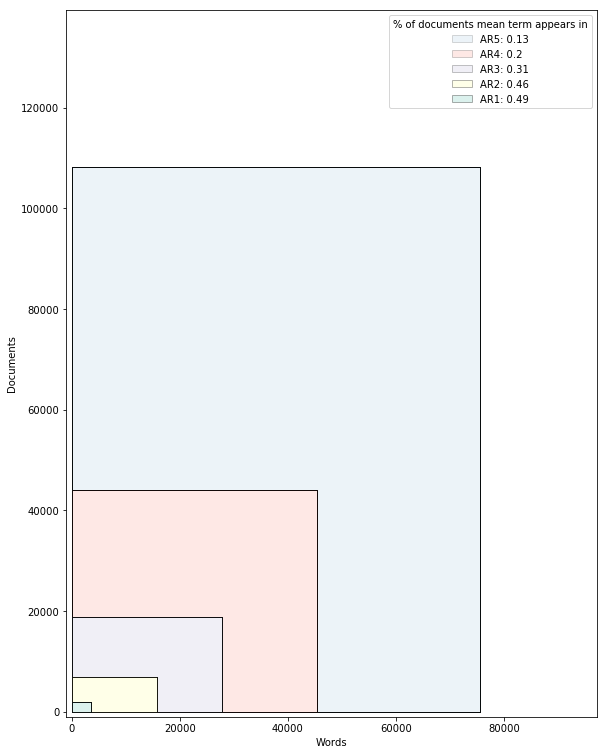 % of documents mean term appears in
AR5: 0.13
AR4: 0.2
AR3: 0.31
AR2: 0.46
AR1: 0.49
120000
100000
80000
60000
40000
20000
0
Documents
0 20000 40000 60000 80000
Words